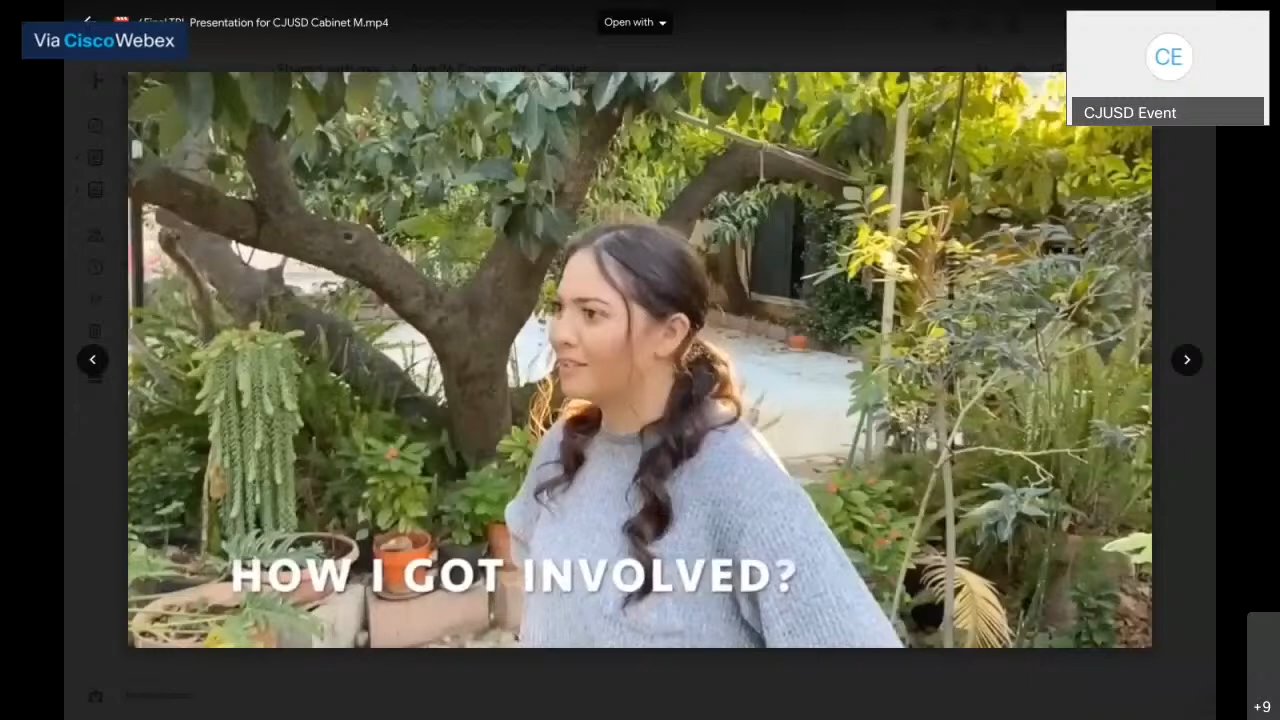 Presentation for CJUSD Cabinet M.mp4
Open with
Via CiscoWebex
CE
CJUSD Event
HOW I GOT INVOLVED?
+9